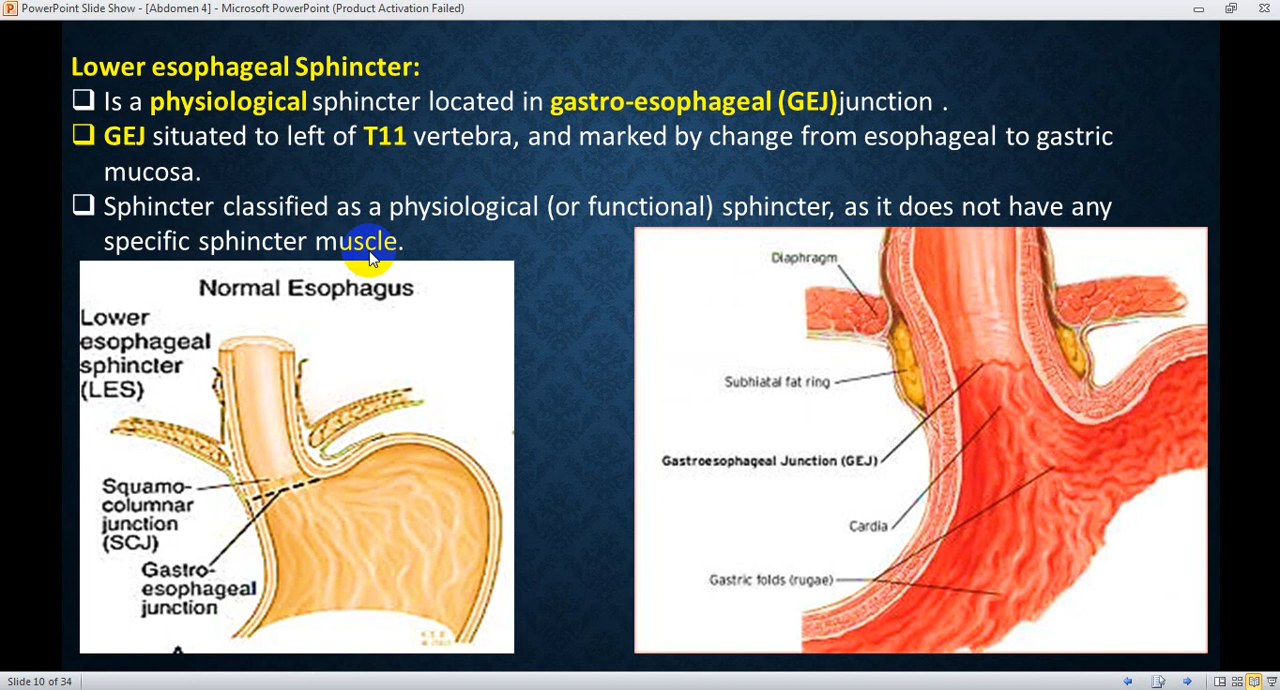 PowerPoint Slide Show - [Abdomen 4] - Microsoft PowerPoint (Product Activation Failed)
Lower esophageal Sphincter:
Is a physiological sphincter located in gastro-esophageal (GEJ)junction .
GEJ situated to left of T11 vertebra, and marked by change from esophageal to gastric
mucosa.
Sphincter classified as a physiological (or functional) sphincter, as it does not have any
specific sphincter muscle.
Normal Esophagus
Lower
esophageal
sphincter
(LES)
Squamo-
columnar
junction
(SCJ)
Gastro-
esophageal
junction
Diaphragm
Subhiatal fat ring
Gastroesophageal Junction (GEJ)
Cardia
Gastric folds (rugae)
Slide 10 of 34